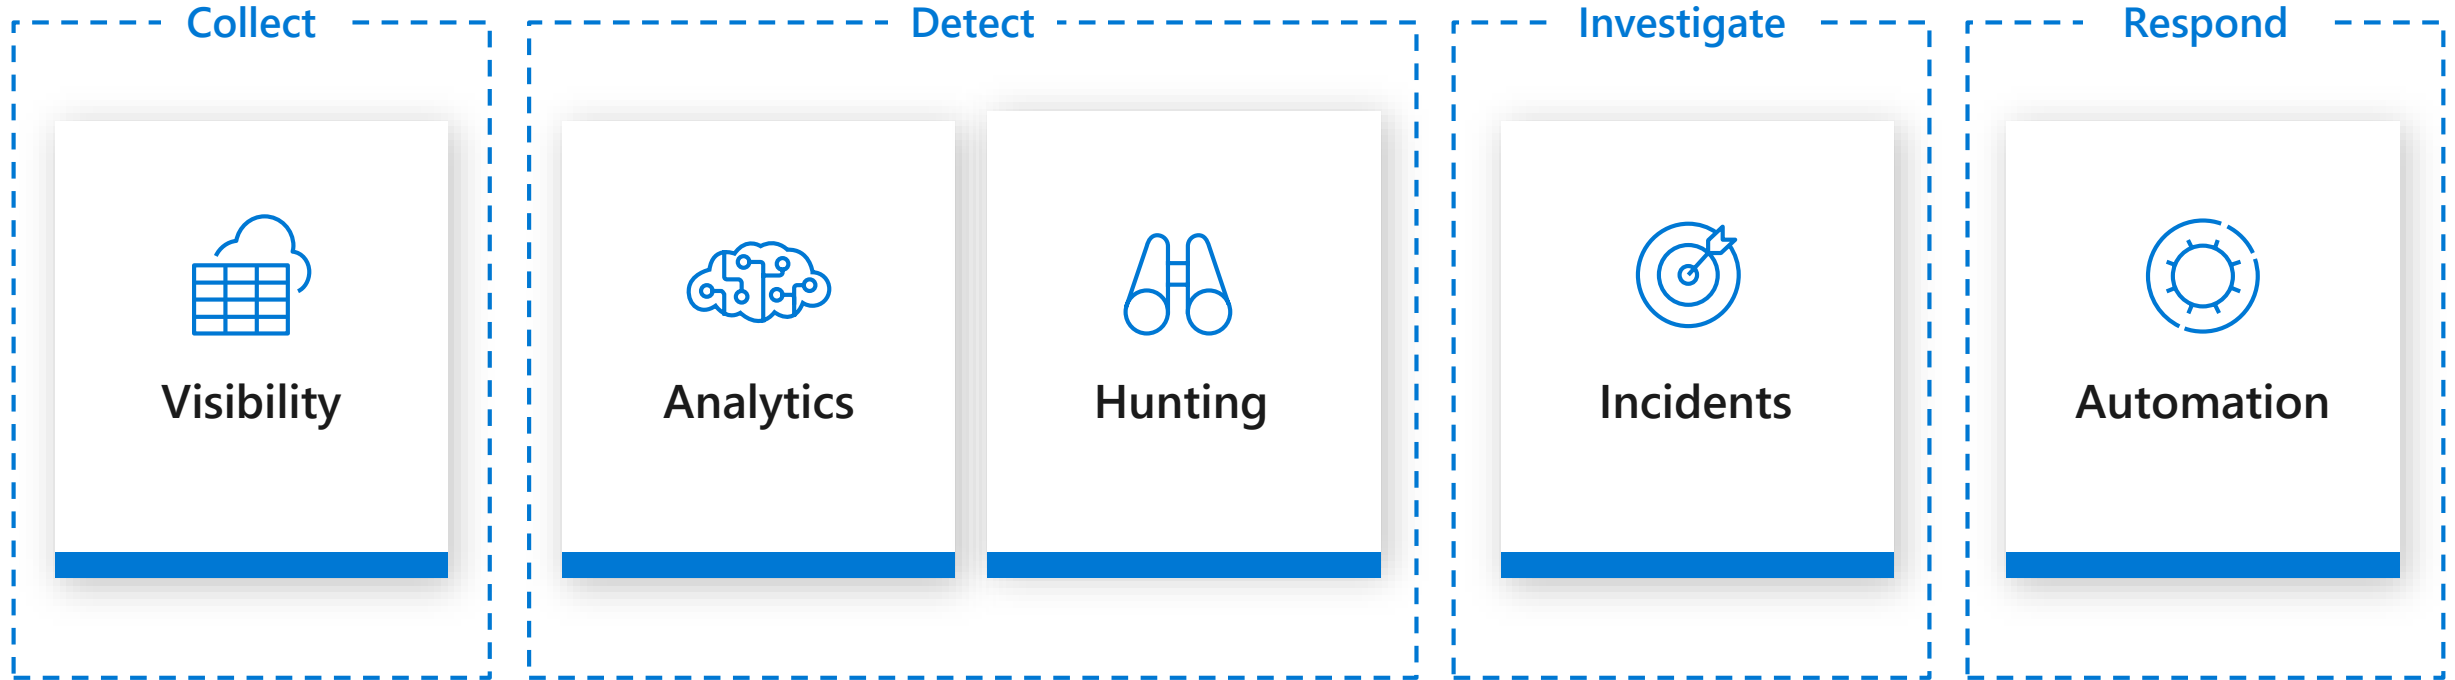 Collect
Detect
Investigate
Respond
Visibility
Analytics
Hunting
Incidents
Automation